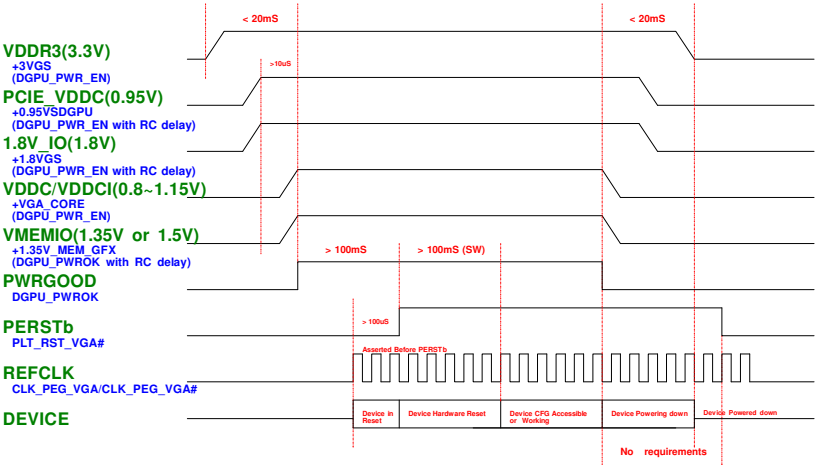 < 20mS
< 20mS
VDDR3(3.3V)
+3VGS
(DGPU_PWR_EN)
>10uS
PCIE_VDDC(0.95V)
+0.95VSDGPU
(DGPU_PWR_EN with RC delay)
1.8V_IO(1.8V)
+1.8VGS
(DGPU_PWR_EN with RC delay)
VDDC/VDDCI(0.8~1.15V)
+VGA_CORE
(DGPU_PWR_EN)
VMEMIO(1.35V or 1.5V)
+1.35V_MEM_GFX
(DGPU_PWROK with RC delay)
> 100mS
> 100mS (SW)
PWRGOOD
DGPU_PWROK
> 100uS
PERSTb
PLT_RST_VGA#
Asserted Before PERSTb
REFCLK
CLK_PEG_VGA/CLK_PEG_VGA#
DEVICE
Device in
Reset
Device Hardware Reset
Device CFG Accessible
or Working
Device Powering down
Device Powered down
No requirements